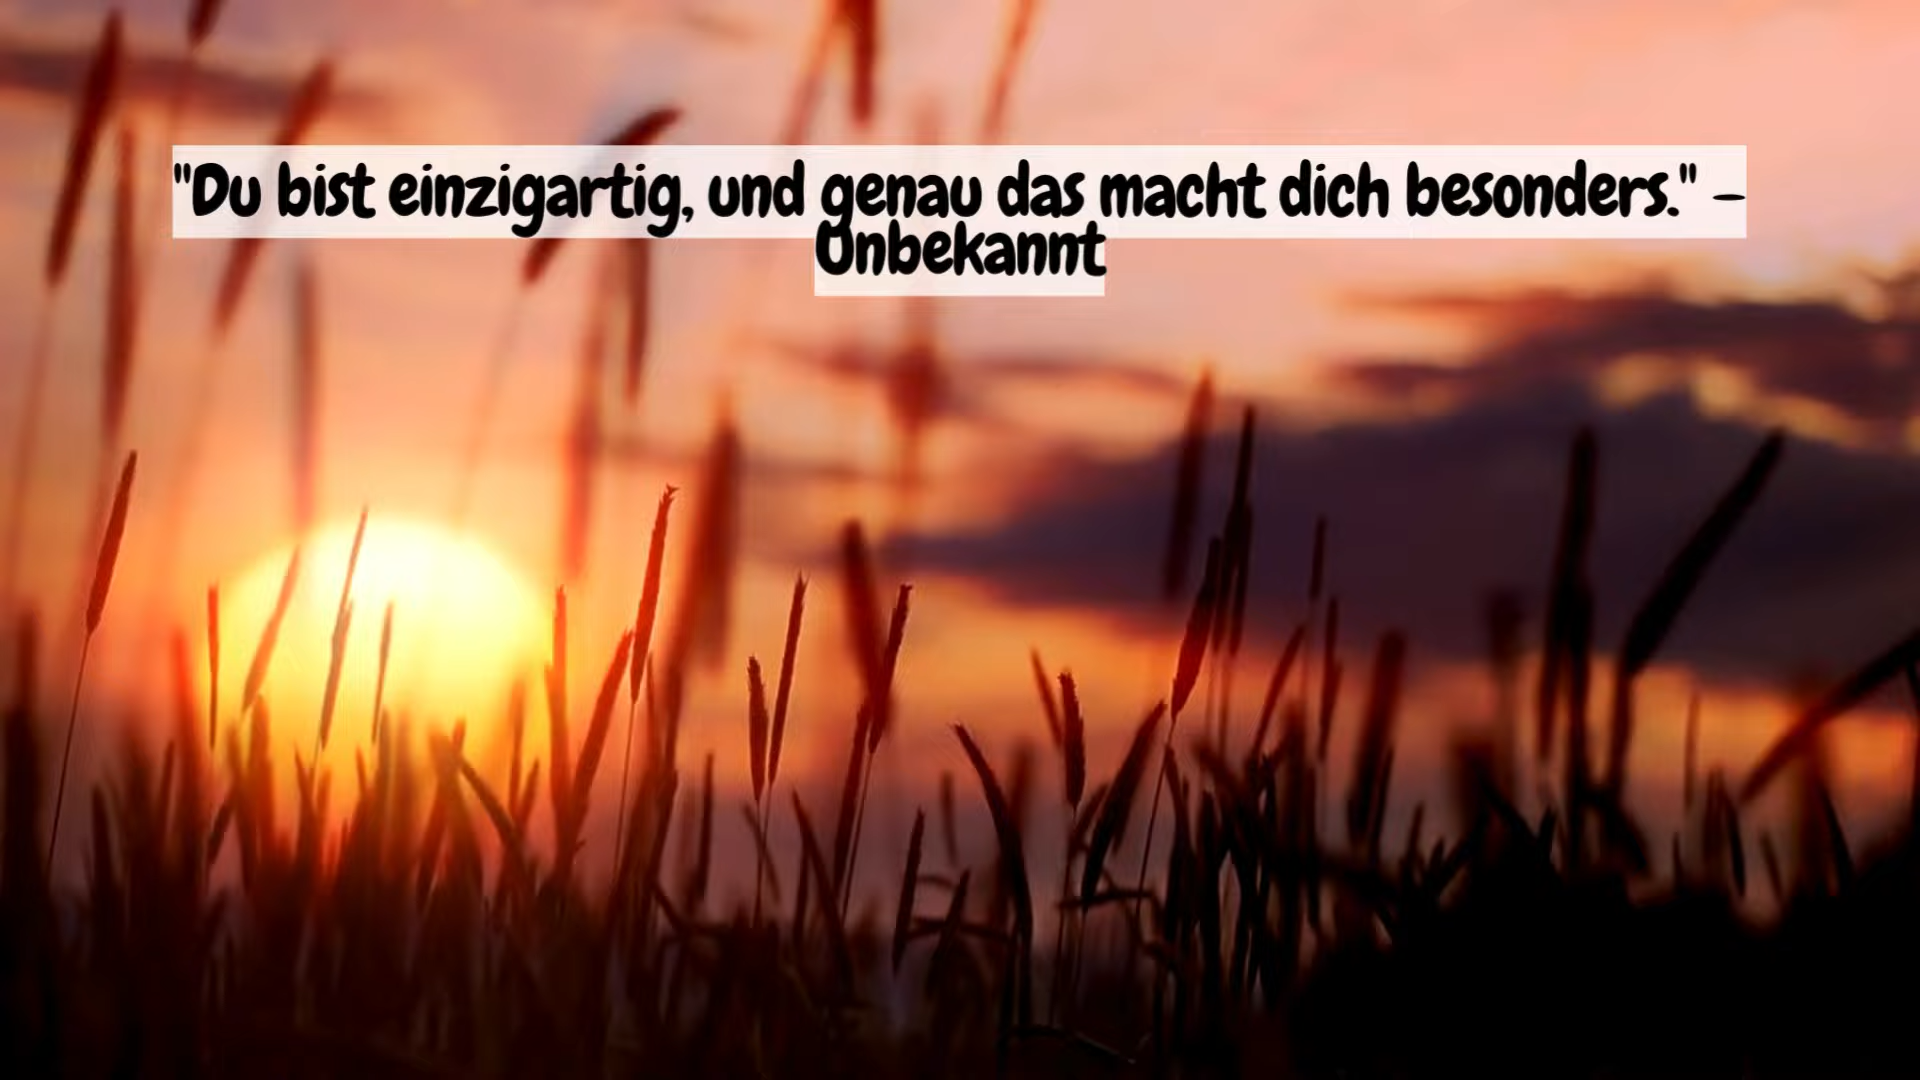 "Du bist einzigartig, und genau das macht dich besonders." –
Unbekannt